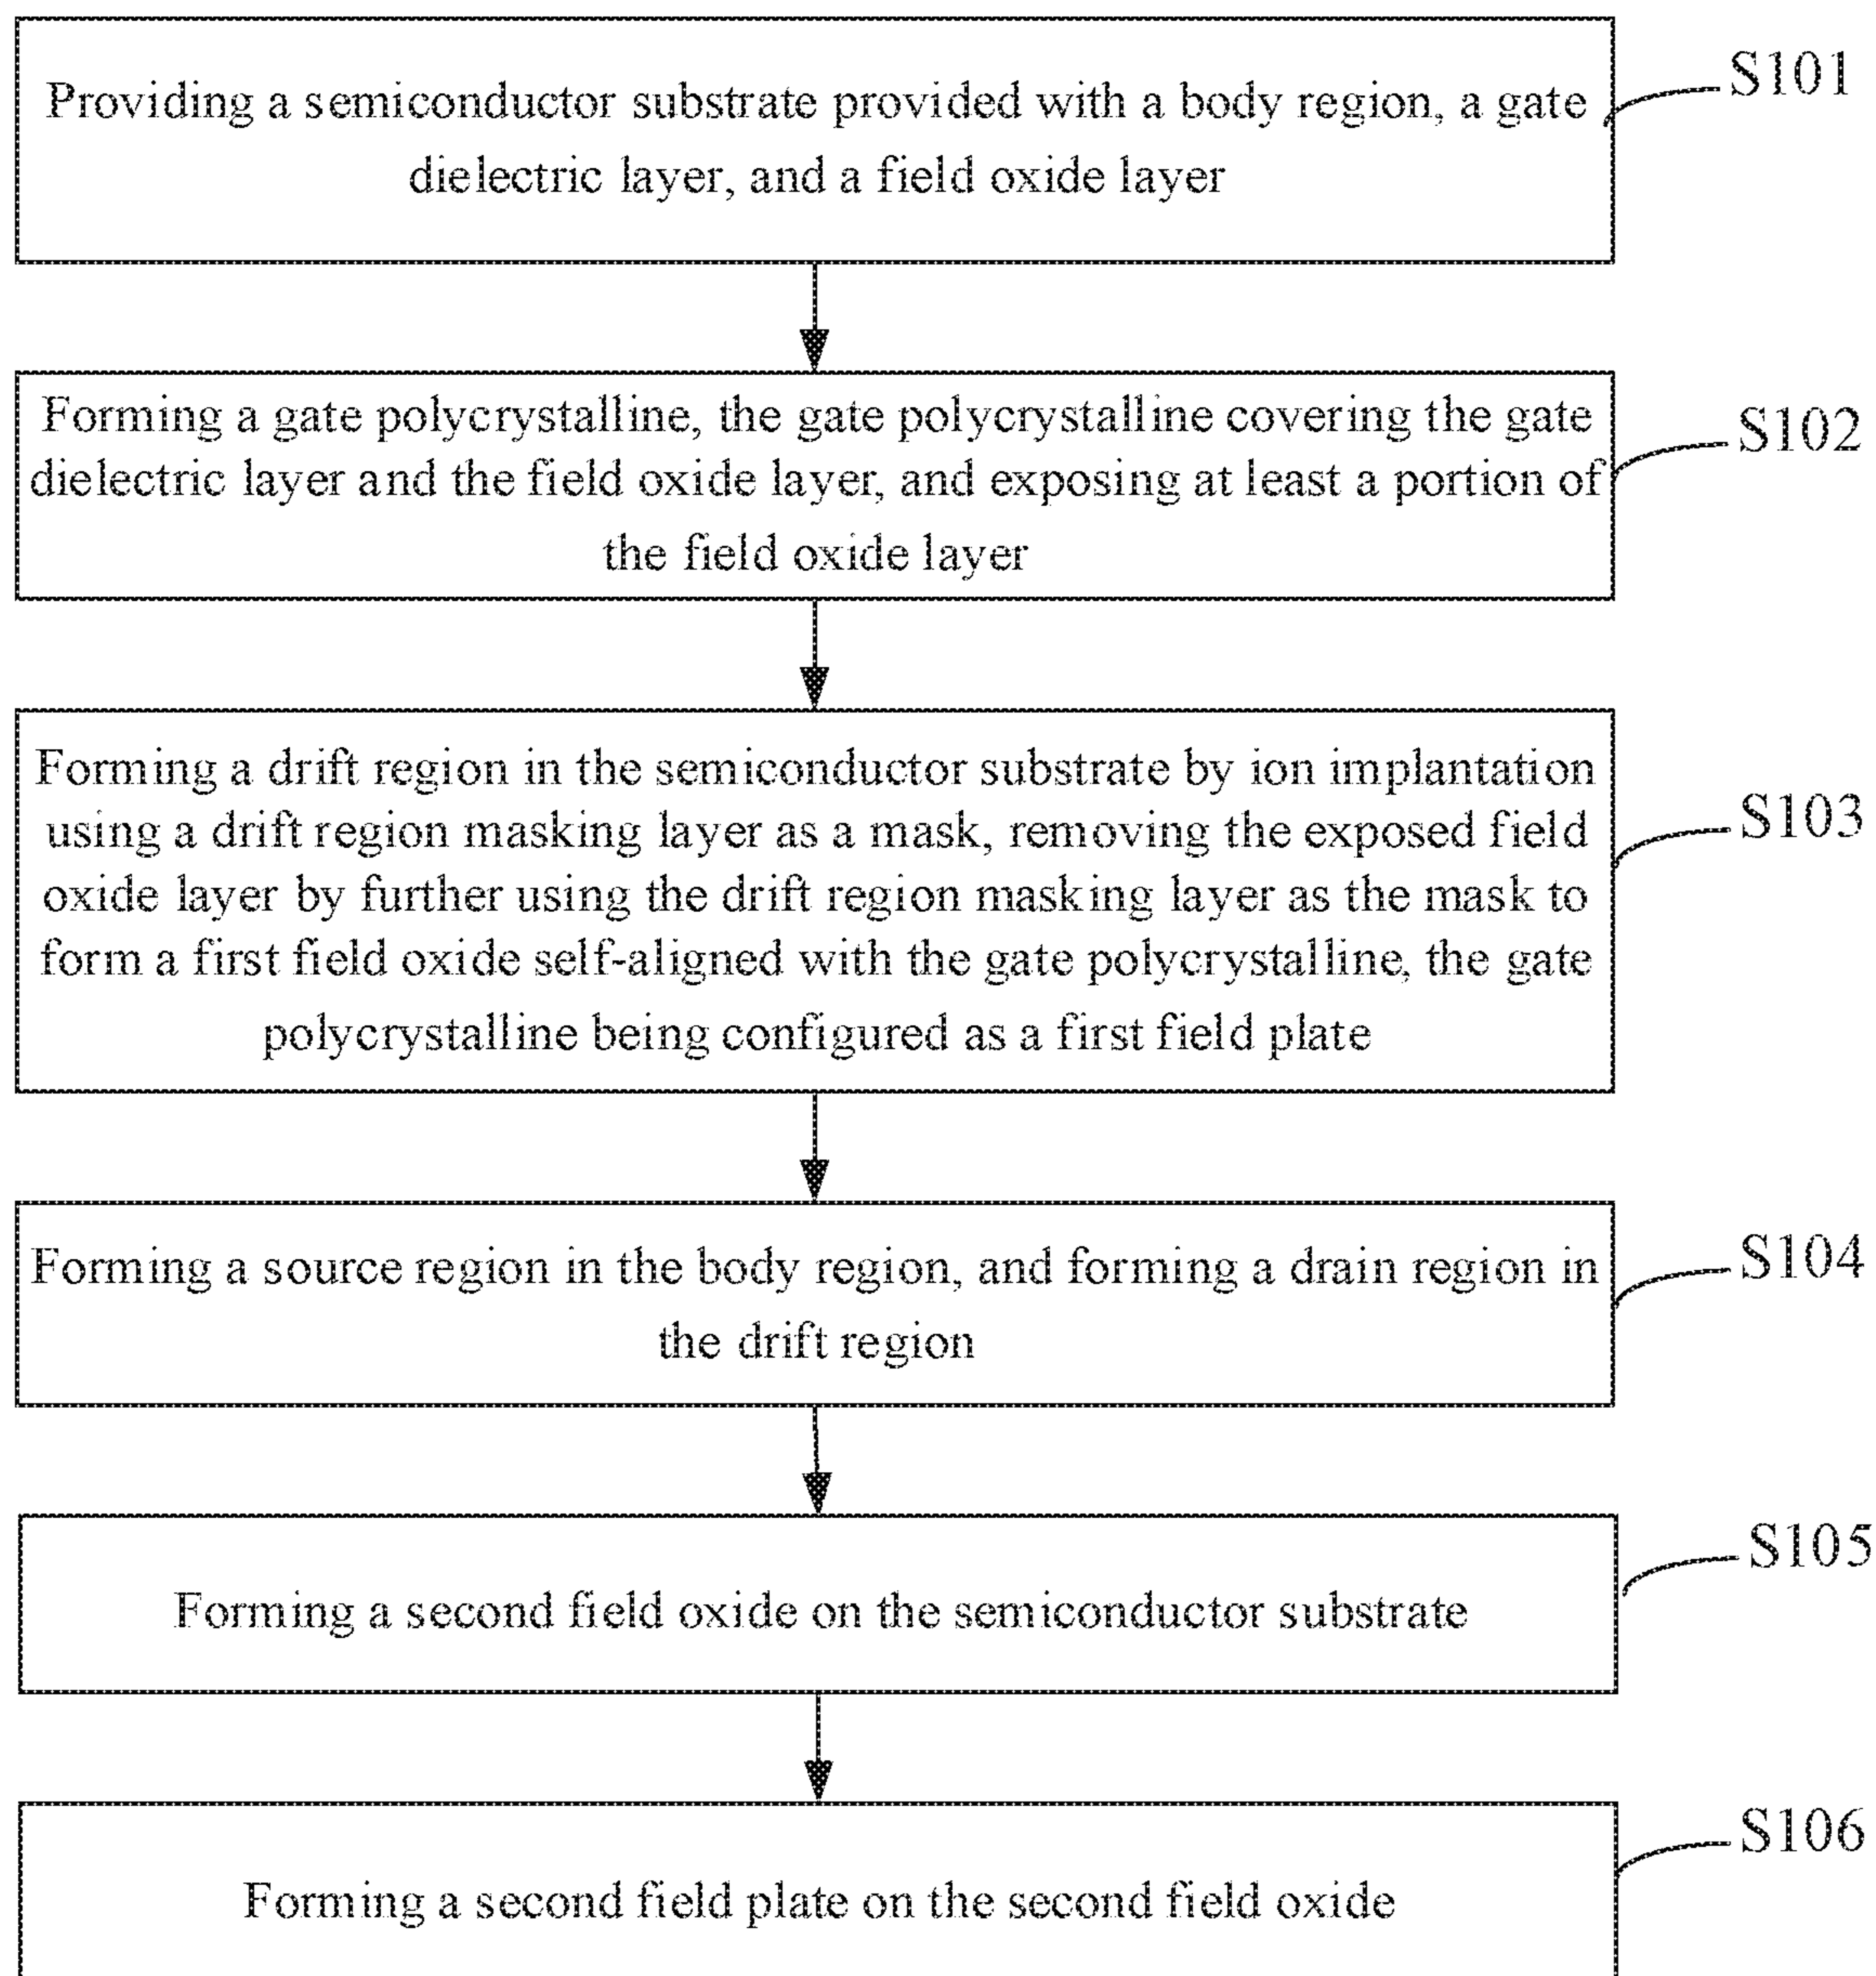 Providing a semiconductor substrate provided with a body region, a gate
dielectric layer, and a field oxide layer
S101
Forming a gate polycrystalline, the gate polycrystalline covering the gate
dielectric layer and the field oxide layer, and exposing at least a portion of
the field oxide layer
S102
Forming a drift region in the semiconductor substrate by ion implantation
using a drift region masking layer as a mask, removing the exposed field
oxide layer by further using the drift region masking layer as the mask to
form a first field oxide self-aligned with the gate polycrystalline, the gate
polycrystalline being configured as a first field plate
S103
Forming a source region in the body region, and forming a drain region in
the drift region
S104
Forming a second field oxide on the semiconductor substrate
S105
Forming a second field plate on the second field oxide
S106